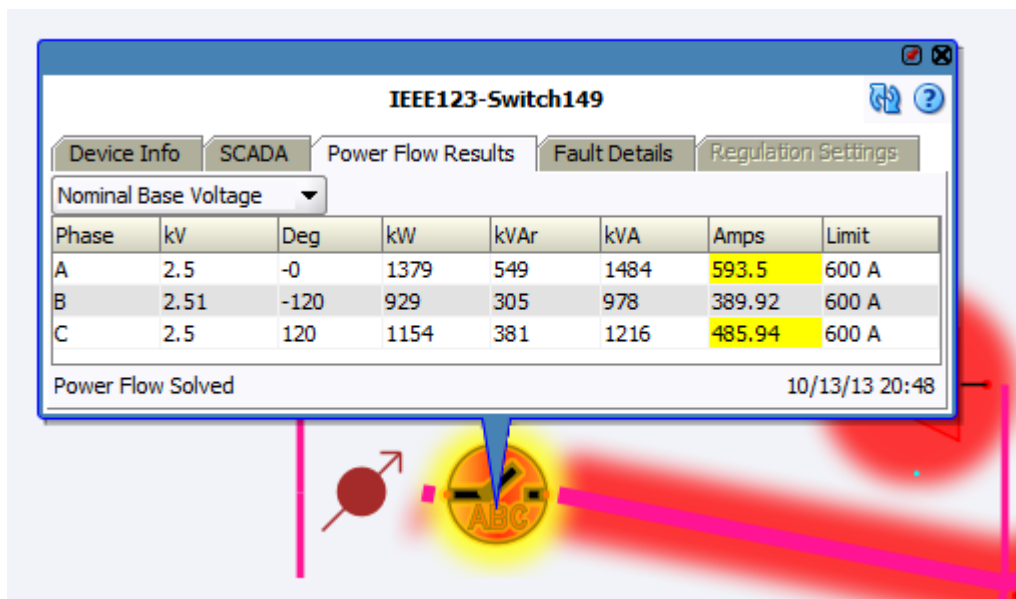 IEEE123-Switch149
Device Info SCADA Power Flow Results Fault Details Regulation Settings
Nominal Base Voltage
Phase kV Deg kW kVAr kVA Amps Limit
A 2.5 -0 1379 549 1484 593.5 600 A
B 2.51 -120 929 305 978 389.92 600 A
C 2.5 120 1154 381 1216 485.94 600 A
Power Flow Solved 10/13/13 20:48
ABC